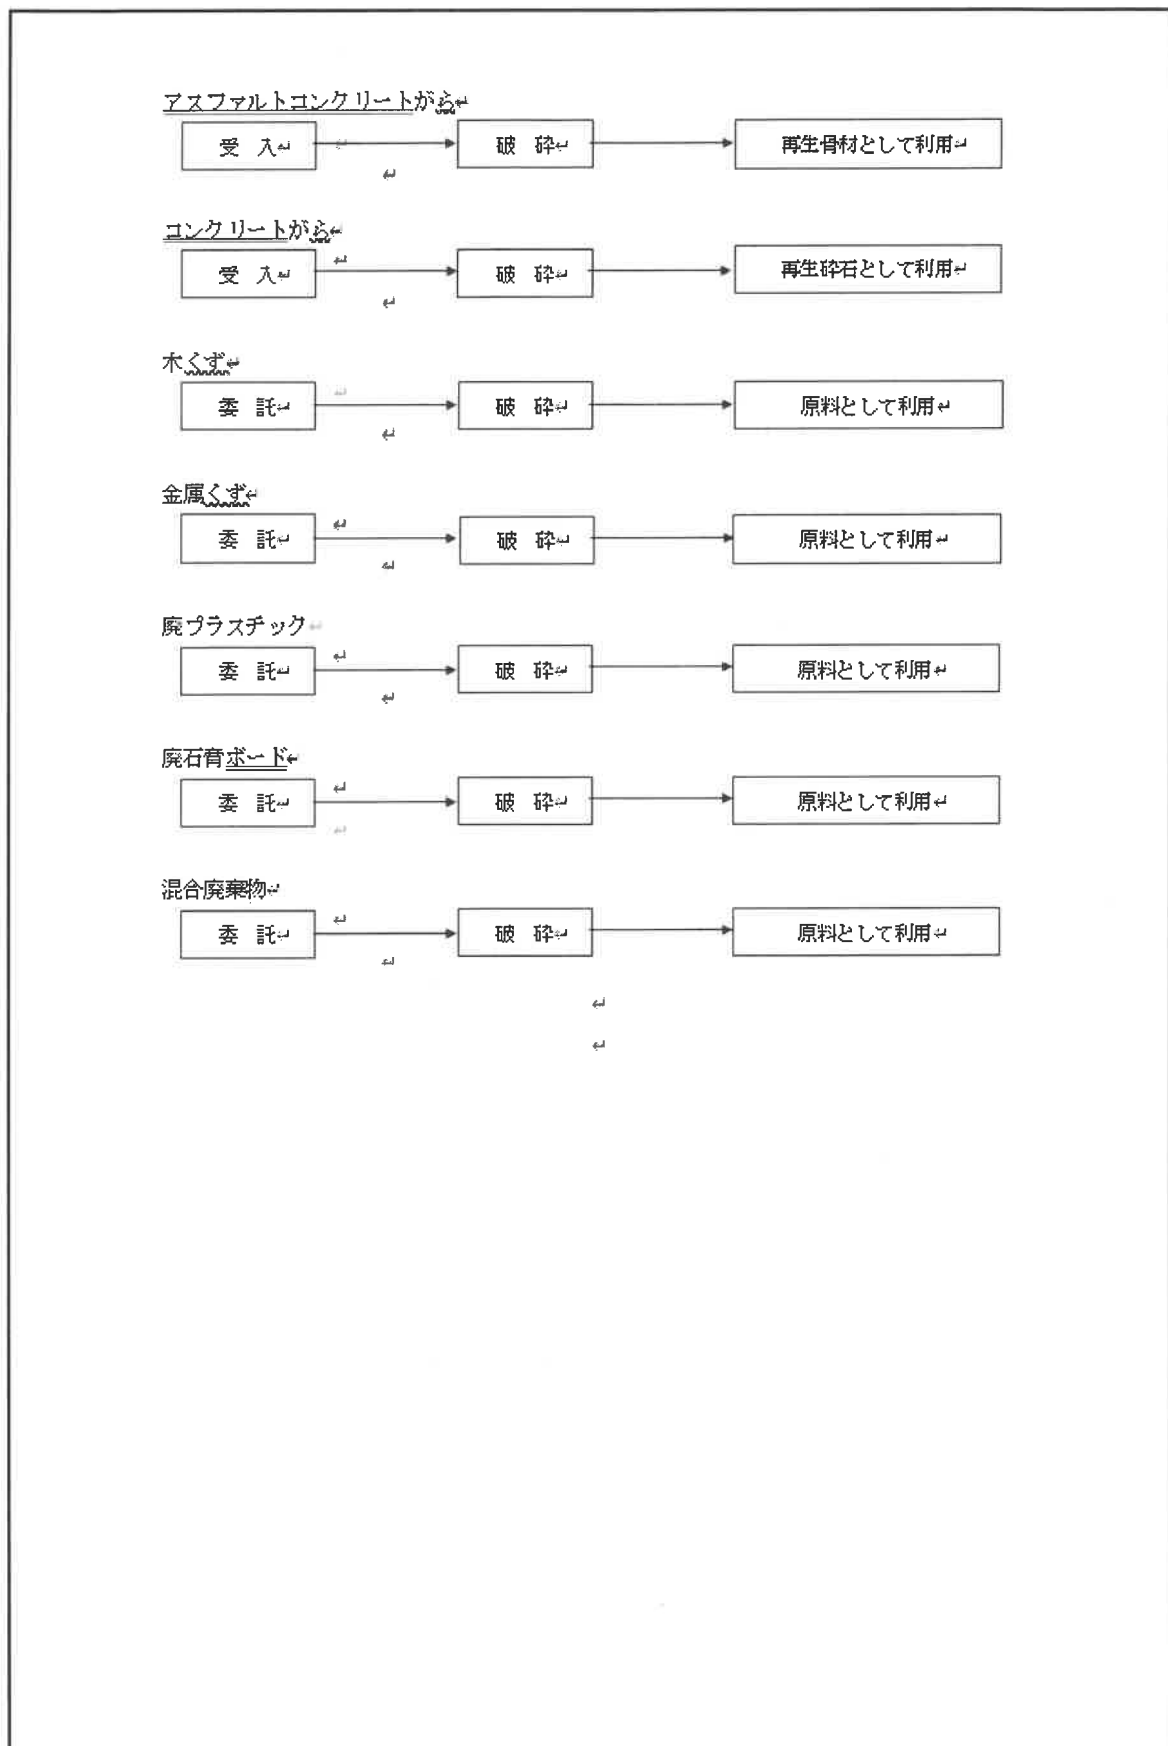 アスファルトコンクリートがら
受　入 破　砕 再生骨材として利用
コンクリートがら
受　入 破　砕 再生砕石として利用
木くず
委　託 破　砕 原料として利用
金属くず
委　託 破　砕 原料として利用
廃プラスチック
委　託 破　砕 原料として利用
廃石膏ボード
委　託 破　砕 原料として利用
混合廃棄物
委　託 破　砕 原料として利用